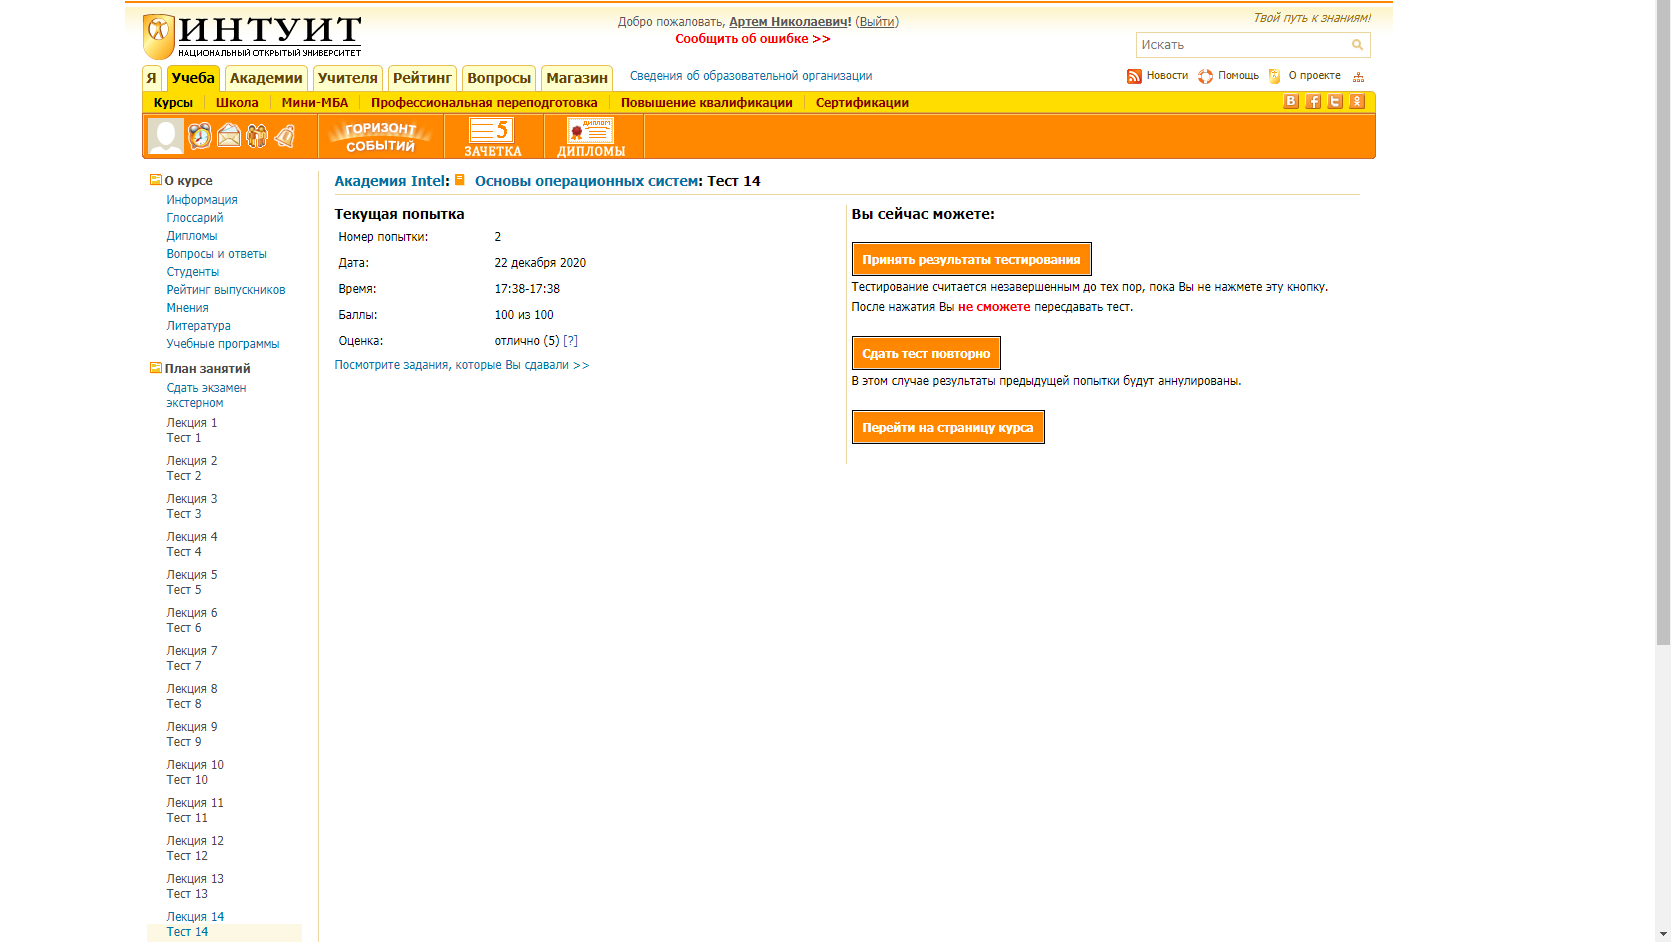 ИНТУИТ
НАЦИОНАЛЬНЫЙ ОТКРЫТЫЙ УНИВЕРСИТЕТ
Добро пожаловать, Артем Николаевич! (Выйти)
Сообщить об ошибке >>
Твой путь к знаниям!
Искать
Я Учеба Академии Учителя Рейтинг Вопросы Магазин Сведения об образовательной организации
Новости Помощь О проекте
Курсы Школа Мини-МБА Профессиональная переподготовка Повышение квалификации Сертификации
ГОРИЗОНТ
СОБЫТИЙ
5
ЗАЧЕТКА
ДИПЛОМ
ДИПЛОМЫ
О курсе
Информация
Глоссарий
Дипломы
Вопросы и ответы
Студенты
Рейтинг выпускников
Мнения
Литература
Учебные программы
План занятий
Сдать экзамен
экстерном
Лекция 1
Тест 1
Лекция 2
Тест 2
Лекция 3
Тест 3
Лекция 4
Тест 4
Лекция 5
Тест 5
Лекция 6
Тест 6
Лекция 7
Тест 7
Лекция 8
Тест 8
Лекция 9
Тест 9
Лекция 10
Тест 10
Лекция 11
Тест 11
Лекция 12
Тест 12
Лекция 13
Тест 13
Лекция 14
Тест 14
Академия Intel: Основы операционных систем: Тест 14
Текущая попытка
Номер попытки: 2
Дата: 22 декабря 2020
Время: 17:38-17:38
Баллы: 100 из 100
Оценка: отлично (5) [?]
Посмотрите задания, которые Вы сдавали >>
Вы сейчас можете:
Принять результаты тестирования
Тестирование считается незавершенным до тех пор, пока Вы не нажмете эту кнопку.
После нажатия Вы не сможете пересдавать тест.
Сдать тест повторно
В этом случае результаты предыдущей попытки будут аннулированы.
Перейти на страницу курса